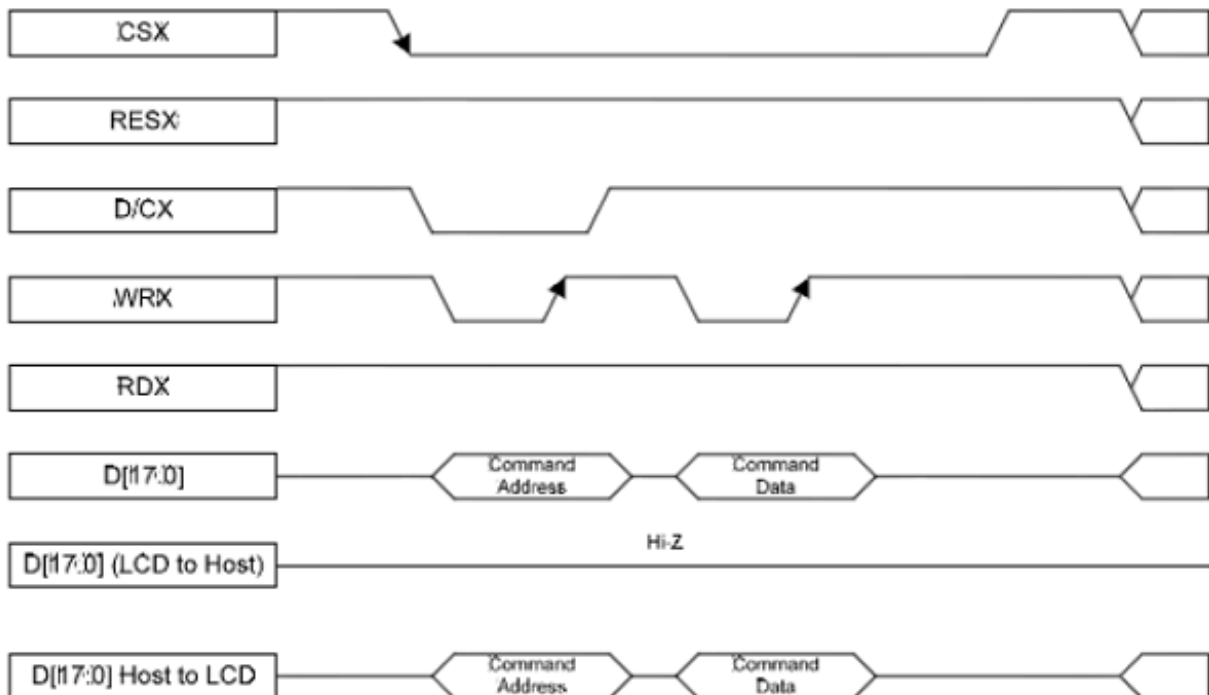 CSX
RESX
D/CX
WRX
RDX
D[17:0]
Command
Address
Command
Data
D[17:0] (LCD to Host)
Hi-Z
D[17:0] Host to LCD
Command
Address
Command
Data